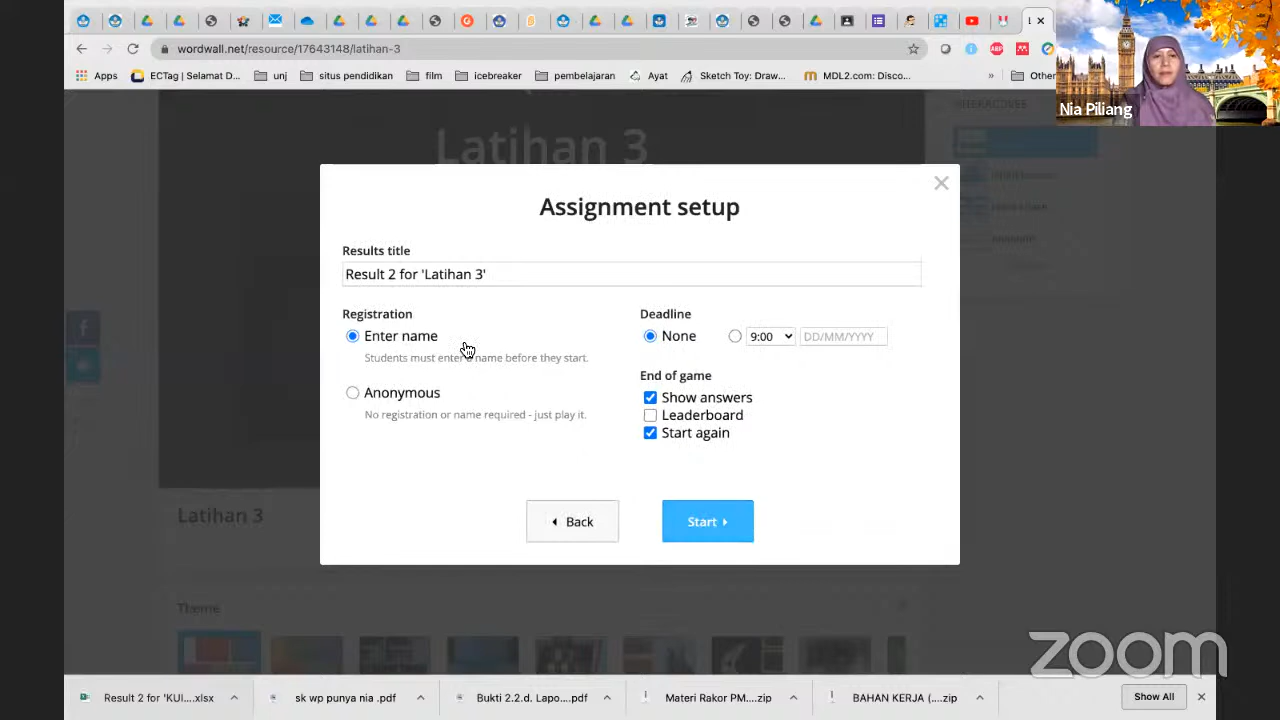 wordwall.net/resource/17643148/latihan-3
Apps
ECTag | Selamat D...
unj
situs pendidikan
film
icebreaker
pembelajaran
Ayat
Sketch Toy: Draw...
MDL2.com: Disco...
»
Other
Nia Piliang
Latihan 3
Assignment setup
Results title
Result 2 for 'Latihan 3'
Registration
Enter name
Students must enter a name before they start.
Anonymous
No registration or name required - just play it.
Deadline
None
9:00
DD/MM/YYYY
End of game
Show answers
Leaderboard
Start again
Back
Start
Latihan 3
Theme
zoom
Result 2 for 'KUI....xlsx
sk wp punya nia .pdf
Bukti 2.2.d. Lapo....pdf
Materi Rakor PM....zip
BAHAN KERJA (....zip
Show All